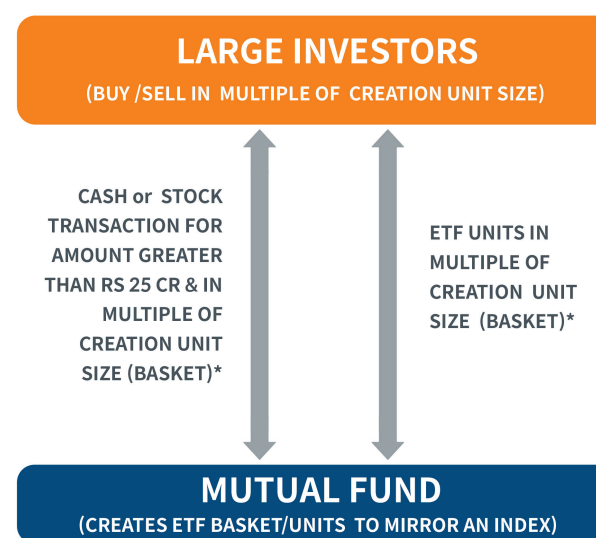 LARGE INVESTORS
(BUY /SELL IN MULTIPLE OF CREATION UNIT SIZE)
CASH or STOCK
TRANSACTION FOR
AMOUNT GREATER
THAN RS 25 CR & IN
MULTIPLE OF
CREATION UNIT
SIZE (BASKET)*
ETF UNITS IN
MULTIPLE OF
CREATION UNIT
SIZE (BASKET)*
MUTUAL FUND
(CREATES ETF BASKET/UNITS TO MIRROR AN INDEX)